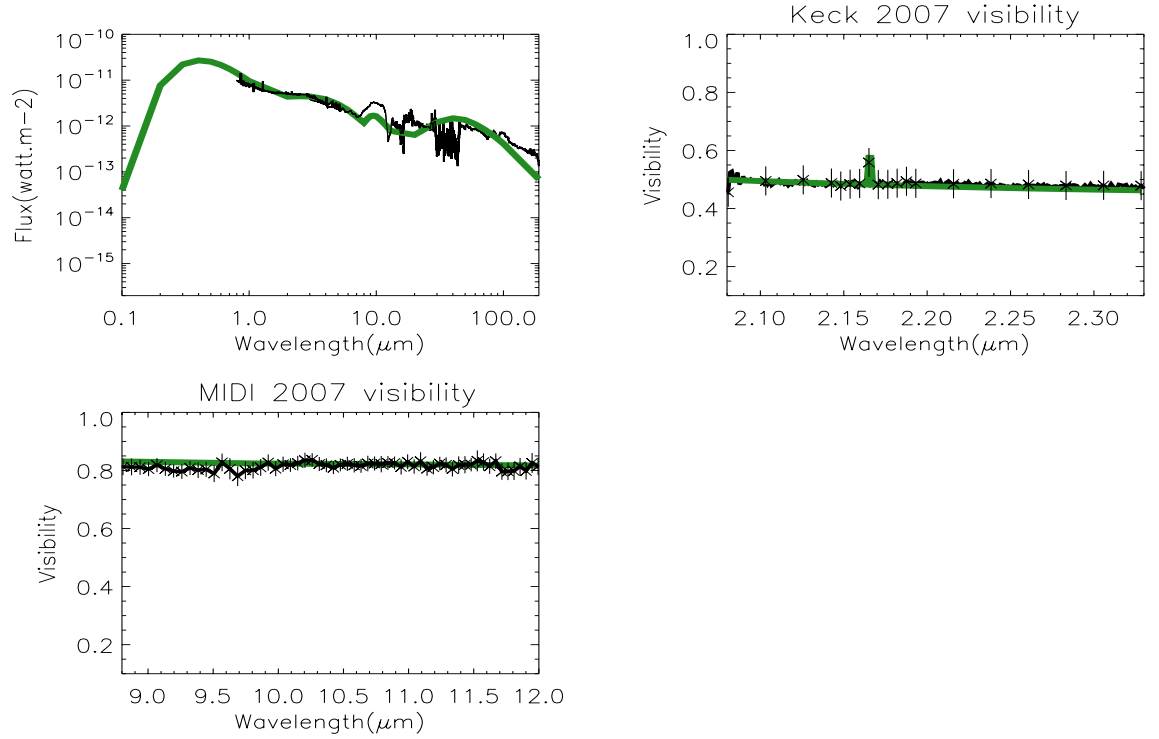 Flux(watt.m-2)
10−10
10−11
10−12
10−13
10−14
10−15
0.1 1.0 10.0 100.0
Wavelength(μm)
Keck 2007 visibility
Visibility
1.0
0.8
0.6
0.4
0.2
2.10 2.15 2.20 2.25 2.30
Wavelength(μm)
MIDI 2007 visibility
Visibility
1.0
0.8
0.6
0.4
0.2
9.0 9.5 10.0 10.5 11.0 11.5 12.0
Wavelength(μm)